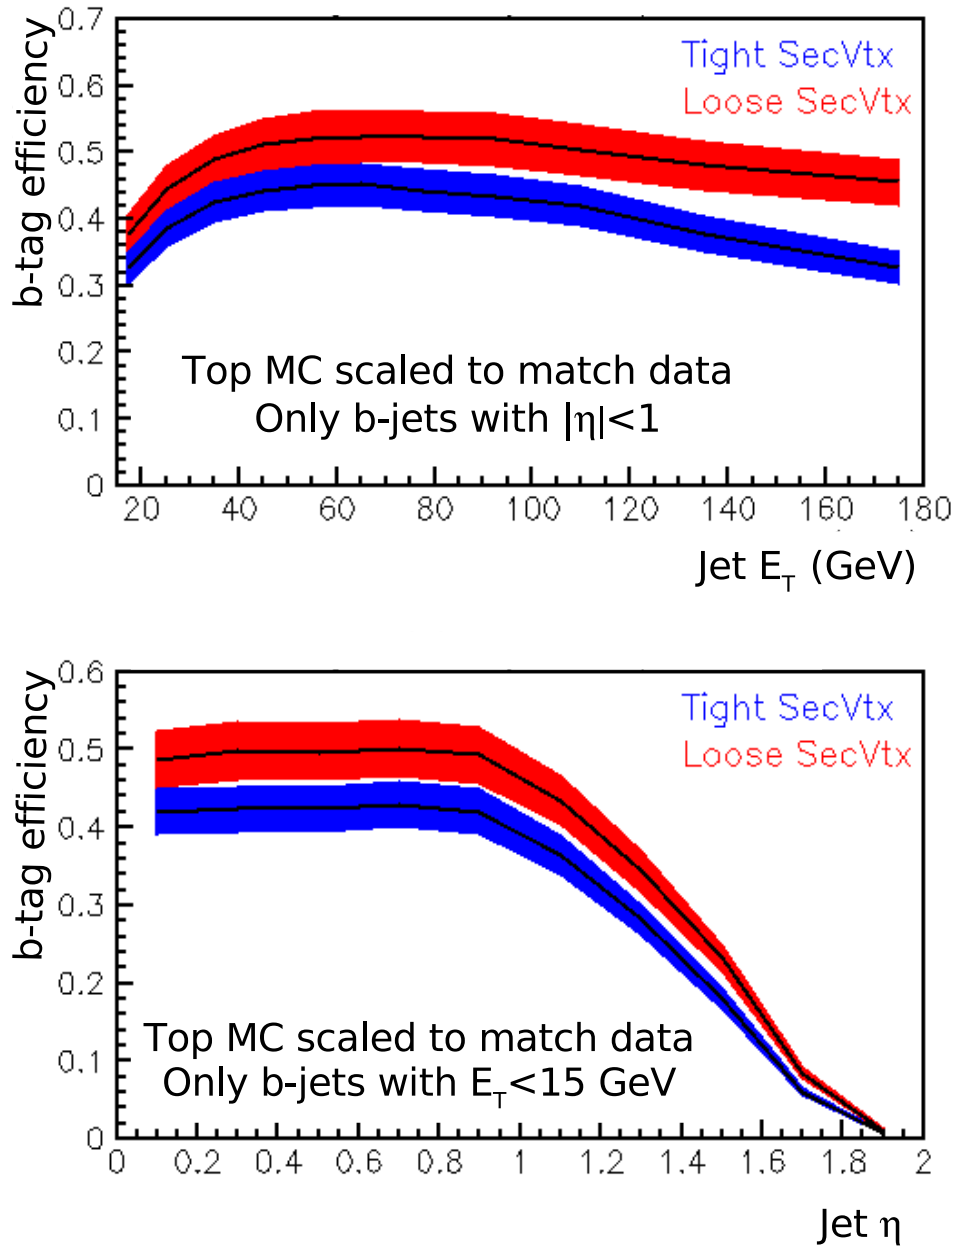 b-tag efficiency
0.7
0.6
0.5
0.4
0.3
0.2
0.1
0
Tight SecVtx
Loose SecVtx
Top MC scaled to match data
Only b-jets with |η|<1
20 40 60 80 100 120 140 160 180
Jet E_T (GeV)
b-tag efficiency
0.6
0.5
0.4
0.3
0.2
0.1
0
Tight SecVtx
Loose SecVtx
Top MC scaled to match data
Only b-jets with E_T<15 GeV
0 0.2 0.4 0.6 0.8 1 1.2 1.4 1.6 1.8 2
Jet η